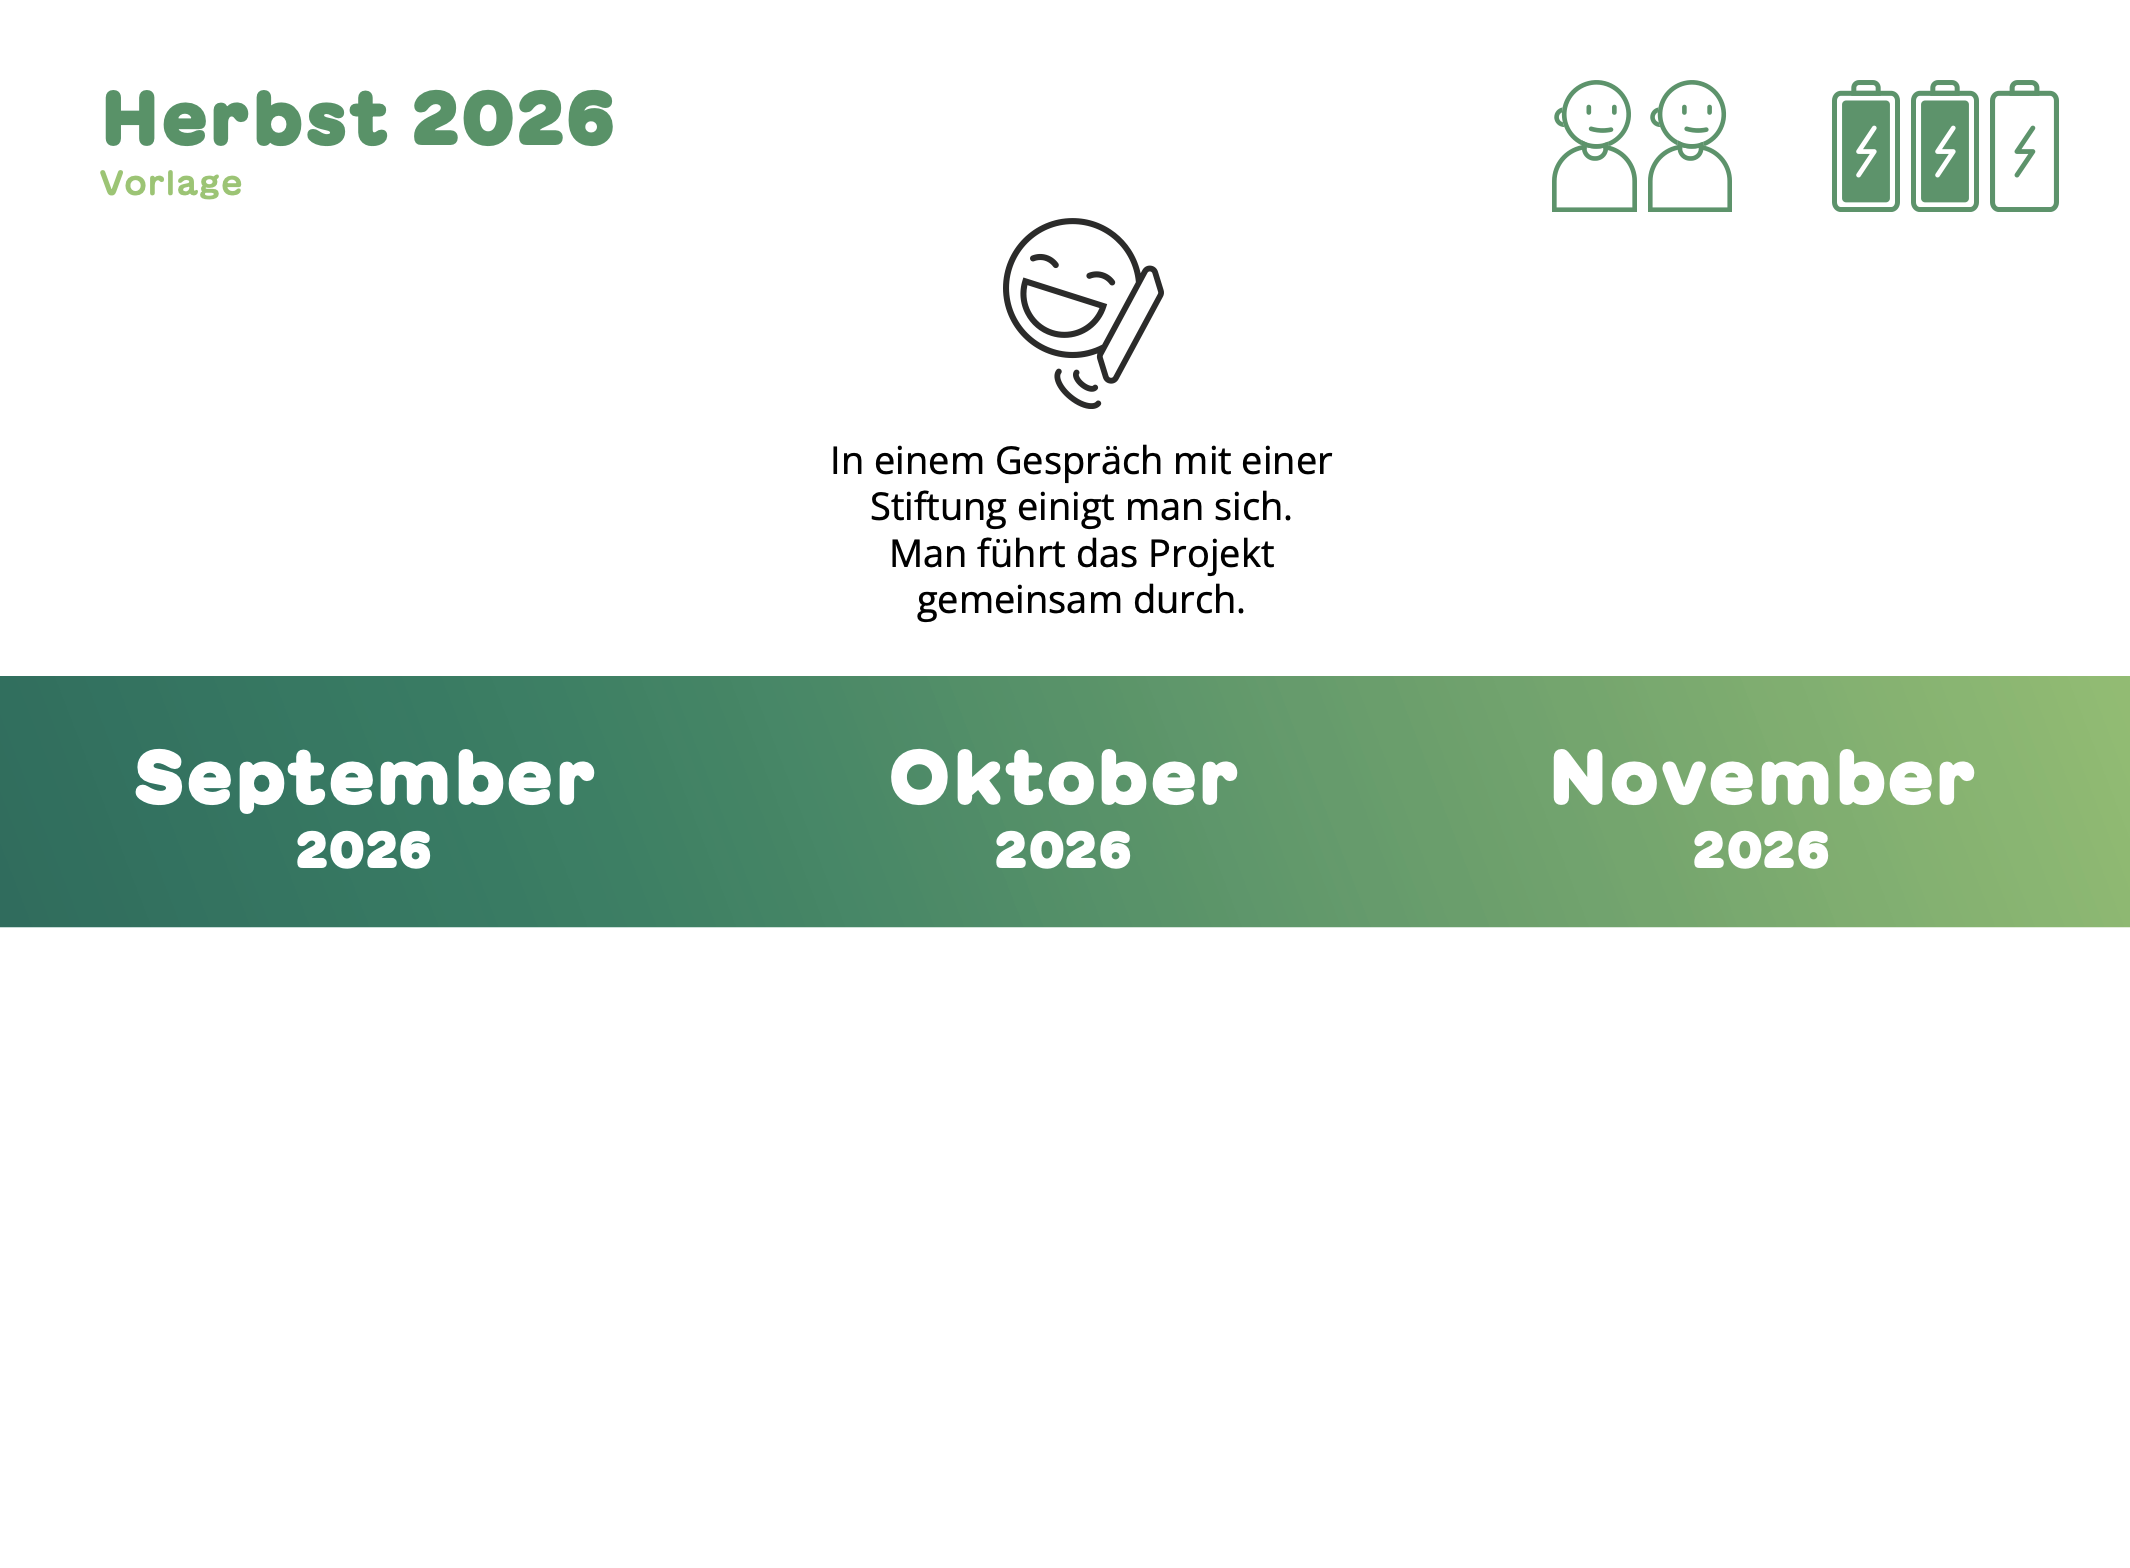 Herbst 2026
Vorlage
In einem Gespräch mit einer
Stiftung einigt man sich.
Man führt das Projekt
gemeinsam durch.
September
2026
Oktober
2026
November
2026